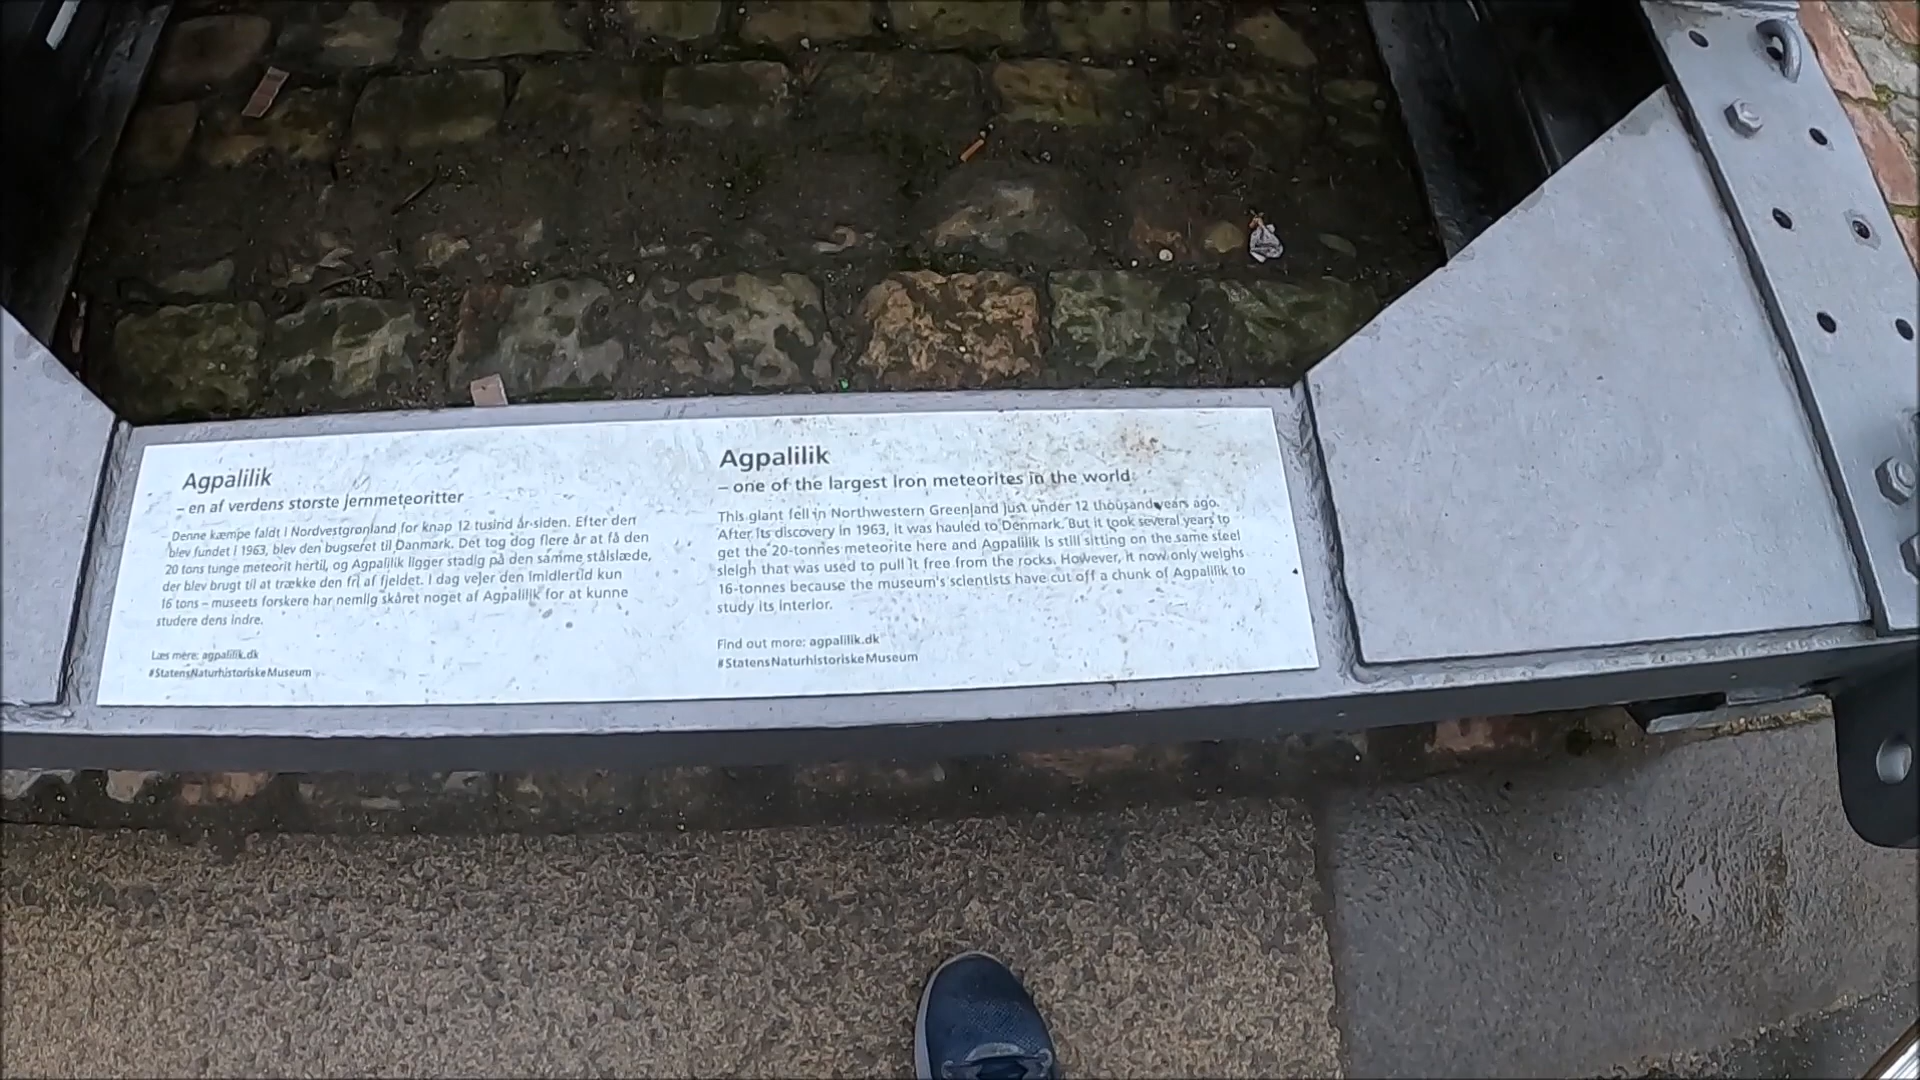 Agpalilik
– en af verdens største jernmeteoritter
Denne kæmpe faldt i Nordvestgrønland for knap 12 tusind år siden. Efter den
blev fundet i 1963, blev den bugseret til Danmark. Det tog dog flere år at få den
20 tons tunge meteorit hertil, og Agpalilik ligger stadig på den samme stålslæde,
der blev brugt til at trække den fri af fjeldet. I dag vejer den imidlertid kun
16 tons – museets forskere har nemlig skåret noget af Agpalilik for at kunne
studere dens indre.
Læs mere: agpalilik.dk
#StatensNaturhistoriskeMuseum
Agpalilik
– one of the largest iron meteorites in the world
This giant fell in Northwestern Greenland just under 12 thousand years ago.
After its discovery in 1963, it was hauled to Denmark. But it took several years to
get the 20-tonnes meteorite here and Agpalilik is still sitting on the same steel
sleigh that was used to pull it free from the rocks. However, it now only weighs
16-tonnes because the museum's scientists have cut off a chunk of Agpalilik to
study its interior.
Find out more: agpalilik.dk
#StatensNaturhistoriskeMuseum